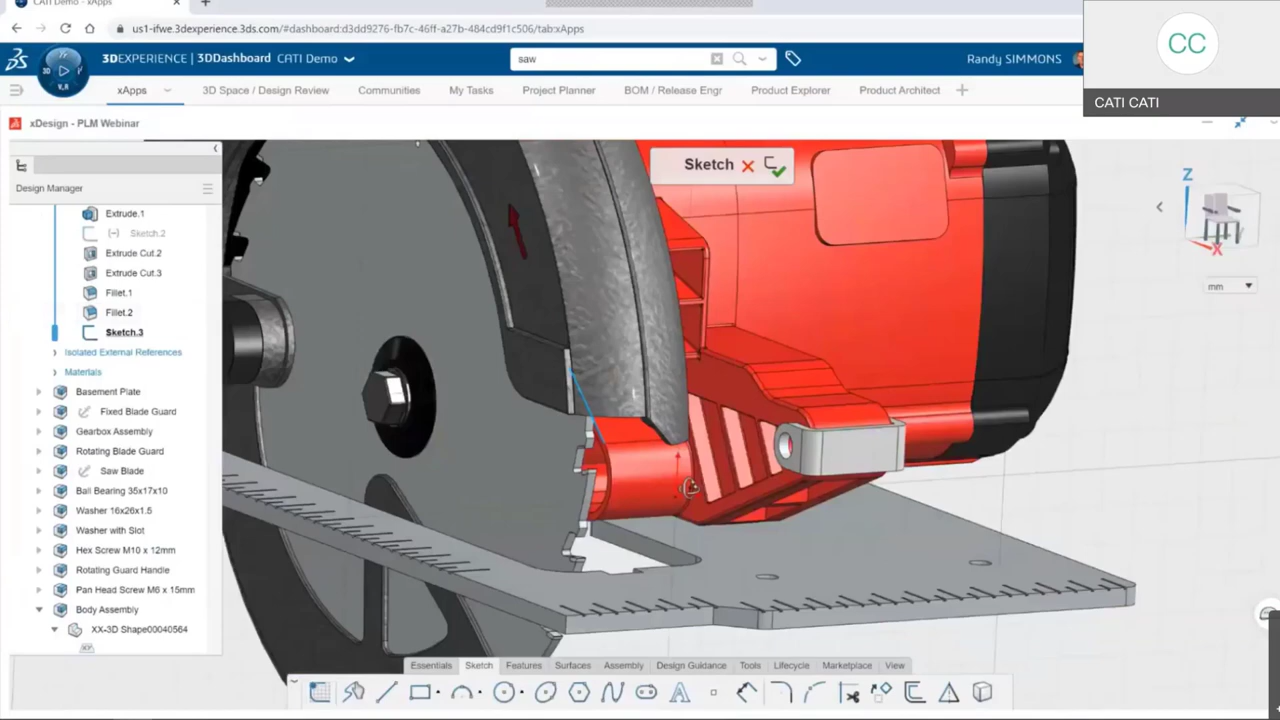 CATI Demo - xApps
us1-ifwe.3dexperience.3ds.com/#dashboard:d3dd9276-fb7c-46ff-a27b-484cd9f1c506/tab:xApps
CC
CATI CATI
3D
V,R
3DEXPERIENCE | 3DDashboard CATI Demo
saw
Randy SIMMONS
xApps
3D Space / Design Review
Communities
My Tasks
Project Planner
BOM / Release Engr
Product Explorer
Product Architect
xDesign - PLM Webinar
Design Manager
Extrude.1
(-) Sketch.2
Extrude Cut.2
Extrude Cut.3
Fillet.1
Fillet.2
Sketch.3
Isolated External References
Materials
Basement Plate
Fixed Blade Guard
Gearbox Assembly
Rotating Blade Guard
Saw Blade
Ball Bearing 35x17x10
Washer 16x26x1.5
Washer with Slot
Hex Screw M10 x 12mm
Rotating Guard Handle
Pan Head Screw M6 x 15mm
Body Assembly
XX-3D Shape00040564
Sketch
Z
X
mm
Essentials
Sketch
Features
Surfaces
Assembly
Design Guidance
Tools
Lifecycle
Marketplace
View